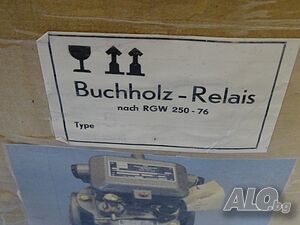 Buchholz - Relais
nach RGW 250 - 76
Type
ALO.bg